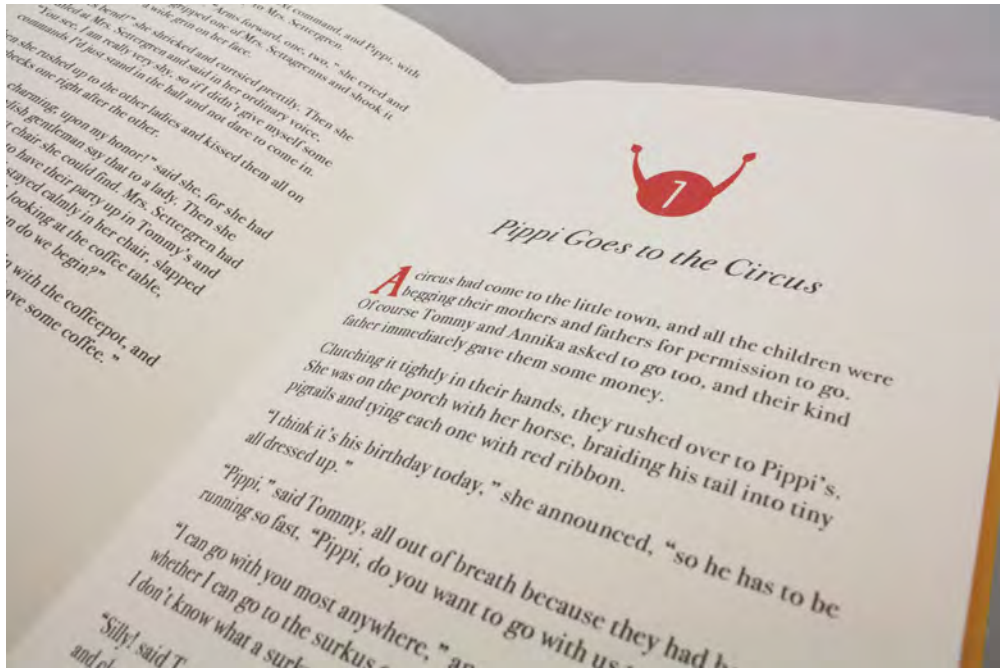 At command, and Pippi, with
to Mrs. Settergren.
"Arms forward, one, two," she cried and
gripped one of Mrs. Settagrenns and shook it
a wide grin on her face.
bend!" she shricked and curtsied prettily. Then she
at Mrs. Settergren and said in her ordinary voice.
"You see, I am really very shy, so if I didn't give myself some
commands I'd just stand in the hall and not dare to come in.
she rushed up to the other ladies and kissed them all on
cheeks one right after the other.
charming, upon my honor!" said she, for she had
gentleman say that to a lady. Then she
chair she could find. Mrs. Settergren had
to have their party up in Tommy's and
stayed calmly in her chair, slapped
looking at the coffee table,
do we begin?"
with the coffeepot, and
some coffee."
7
Pippi Goes to the Circus
A circus had come to the little town, and all the children were
begging their mothers and fathers for permission to go.
Of course Tommy and Annika asked to go too, and their kind
father immediately gave them some money.
Clutching it tightly in their hands, they rushed over to Pippi's.
She was on the porch with her horse, braiding his tail into tiny
pigtails and tying each one with red ribbon.
"I think it's his birthday today," she announced, "so he has to be
all dressed up."
"Pippi," said Tommy, all out of breath because they had
running so fast, "Pippi, do you want to go with us
"I can go with you most anywhere,"
whether I can go to the surkus
I don't know what a
"Silly! said
and